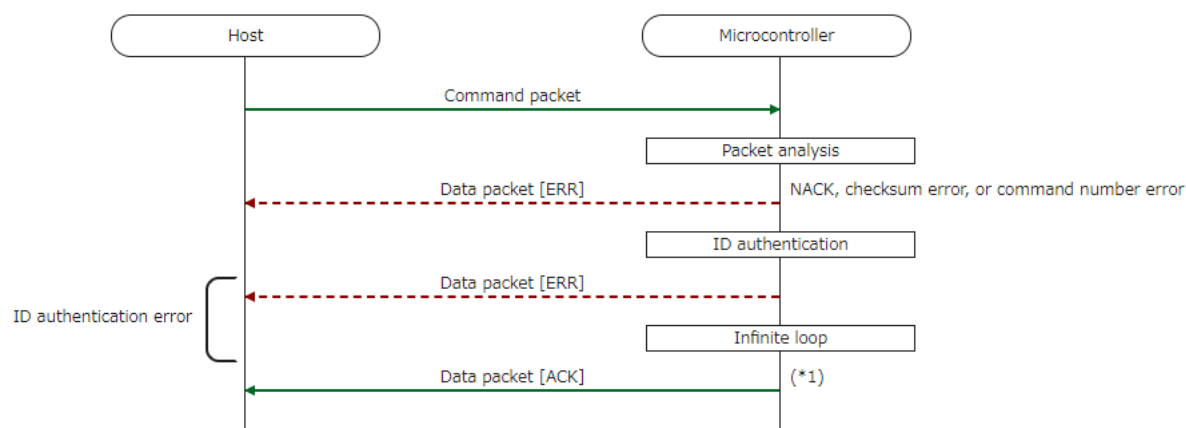 Host
Microcontroller
Command packet
Packet analysis
Data packet [ERR]
NACK, checksum error, or command number error
ID authentication
Data packet [ERR]
ID authentication error
Infinite loop
Data packet [ACK]
(*1)